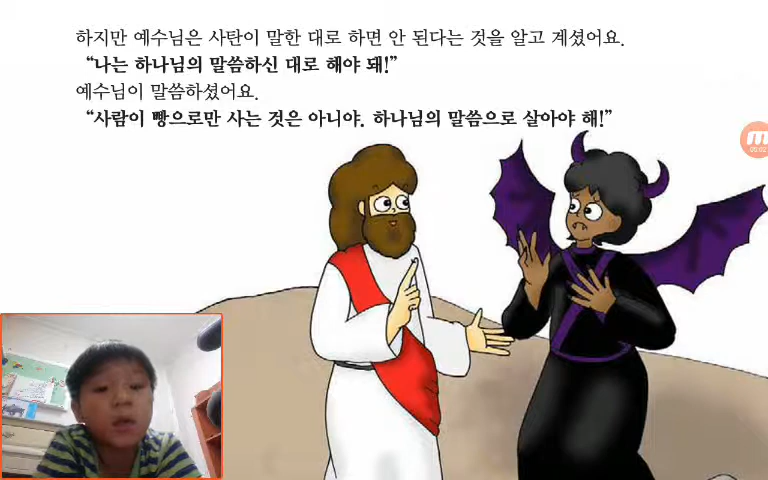 하지만 예수님은 사탄이 말한 대로 하면 안 된다는 것을 알고 계셨어요.
“나는 하나님의 말씀하신 대로 해야 돼!”
예수님이 말씀하셨어요.
“사람이 빵으로만 사는 것은 아니야. 하나님의 말씀으로 살아야 해!”